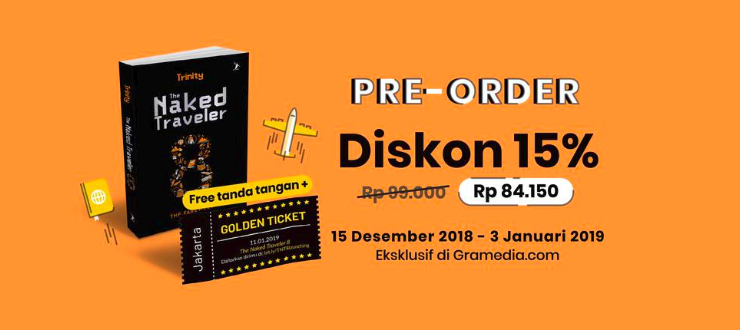 Trinity
The
Naked
Traveler
8
Trinity
The Naked Traveler
Free tanda tangan +
Jakarta
GOLDEN TICKET
11.01.2019
The Naked Traveler 8
PRE-ORDER
Diskon 15%
Rp 99.000
Rp 84.150
15 Desember 2018 - 3 Januari 2019
Eksklusif di Gramedia.com